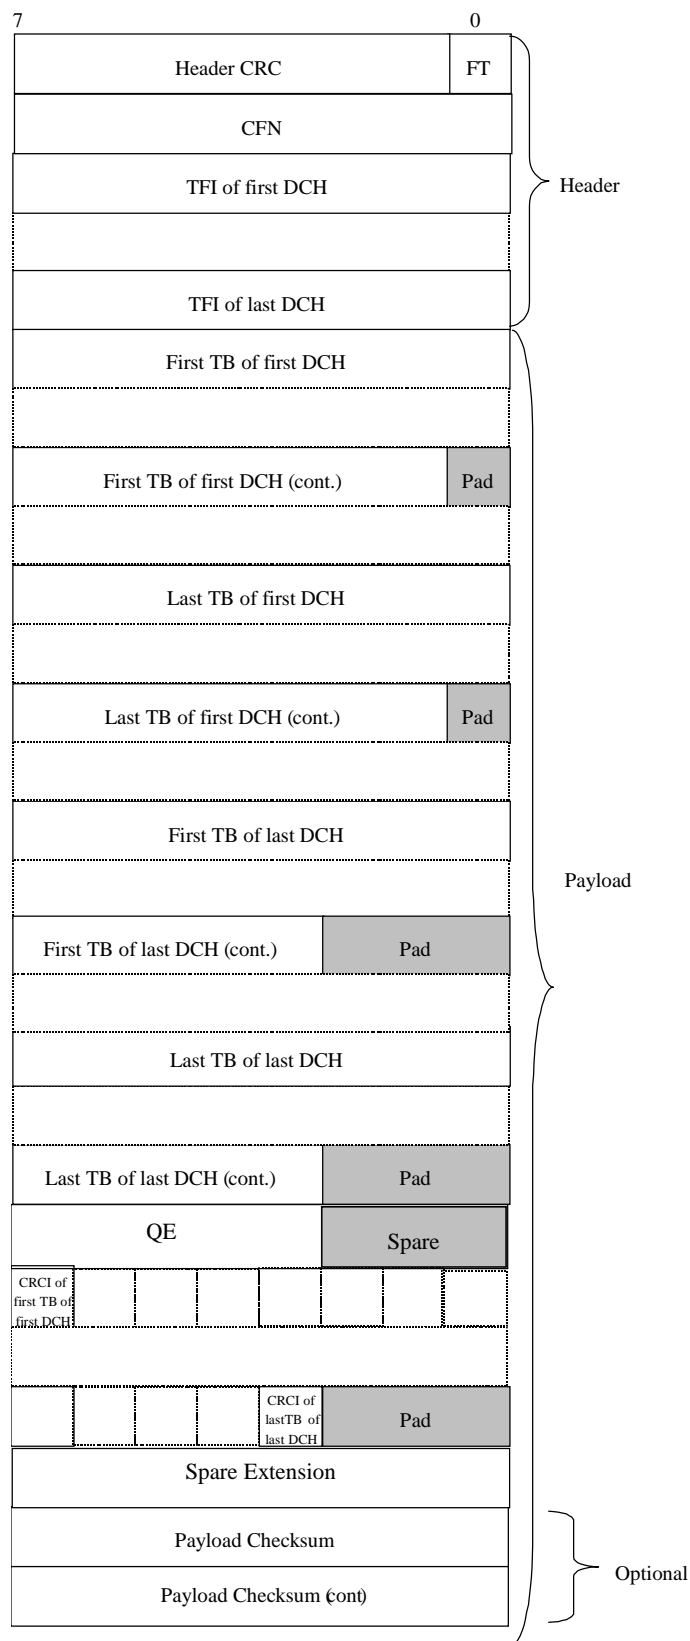 7 0
Header CRC FT
CFN
TFI of first DCH
Header
TFI of last DCH
First TB of first DCH
First TB of first DCH (cont.) Pad
Last TB of first DCH
Last TB of first DCH (cont.) Pad
First TB of last DCH
Payload
First TB of last DCH (cont.) Pad
Last TB of last DCH
Last TB of last DCH (cont.) Pad
QE Spare
CRCI of
first TB of
first DCH
CRCI of
lastTB of
last DCH
Pad
Spare Extension
Payload Checksum
Optional
Payload Checksum (cont)